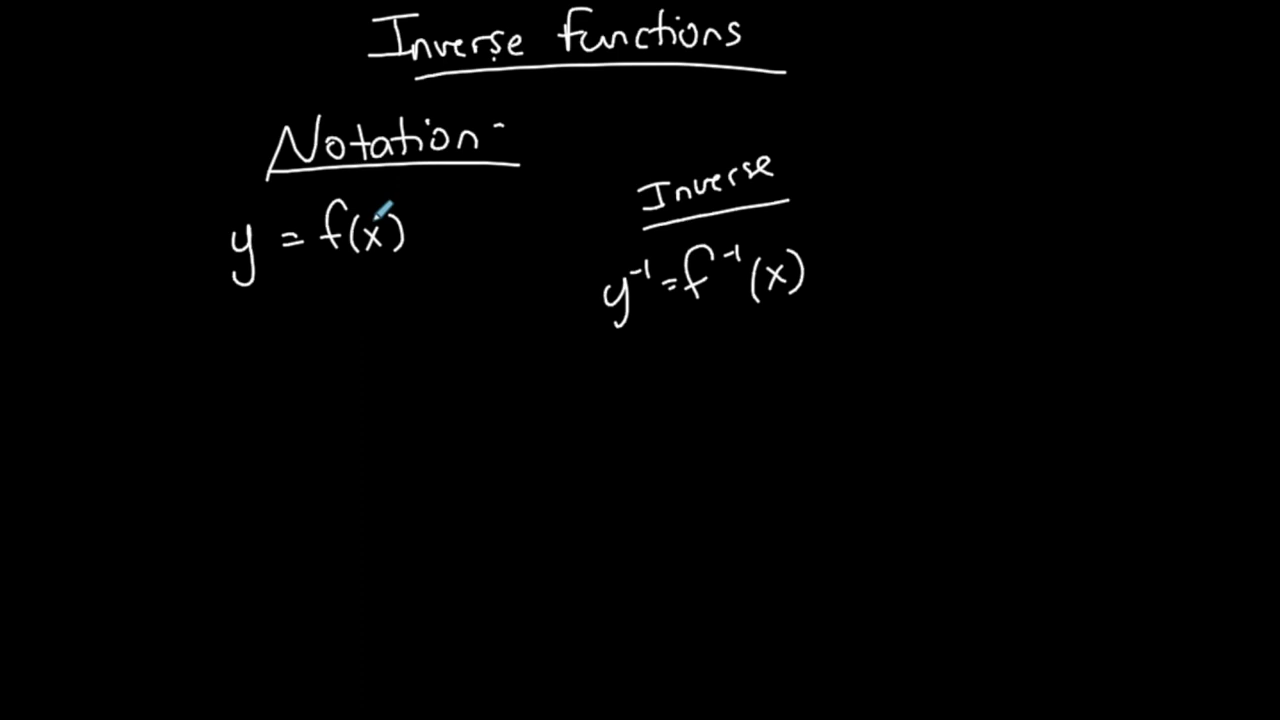 Inverse functions
Notation -
y = f(x)
Inverse
y⁻¹ = f⁻¹(x)